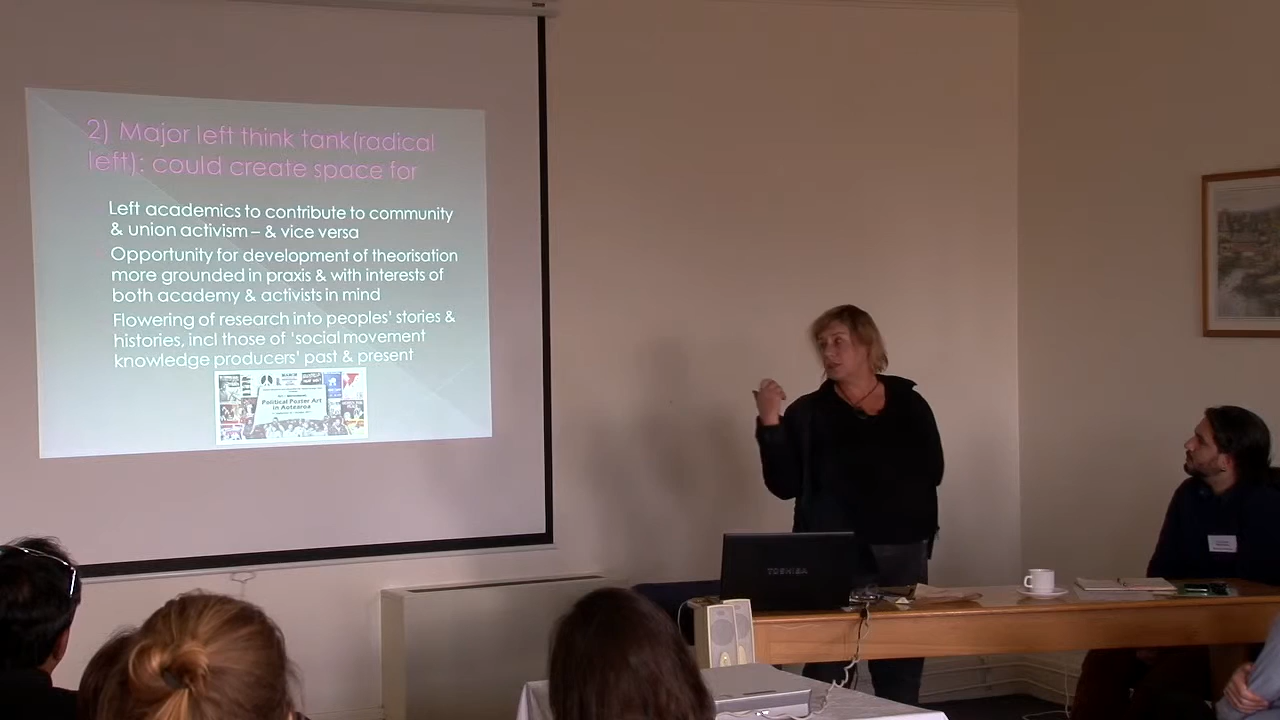 2) Major left think tank(radical
left): could create space for
Left academics to contribute to community
& union activism – & vice versa
Opportunity for development of theorisation
more grounded in praxis & with interests of
both academy & activists in mind
Flowering of research into peoples' stories &
histories, incl those of 'social movement
knowledge producers' past & present
Political Poster Art
in Aotearoa
TOSHIBA